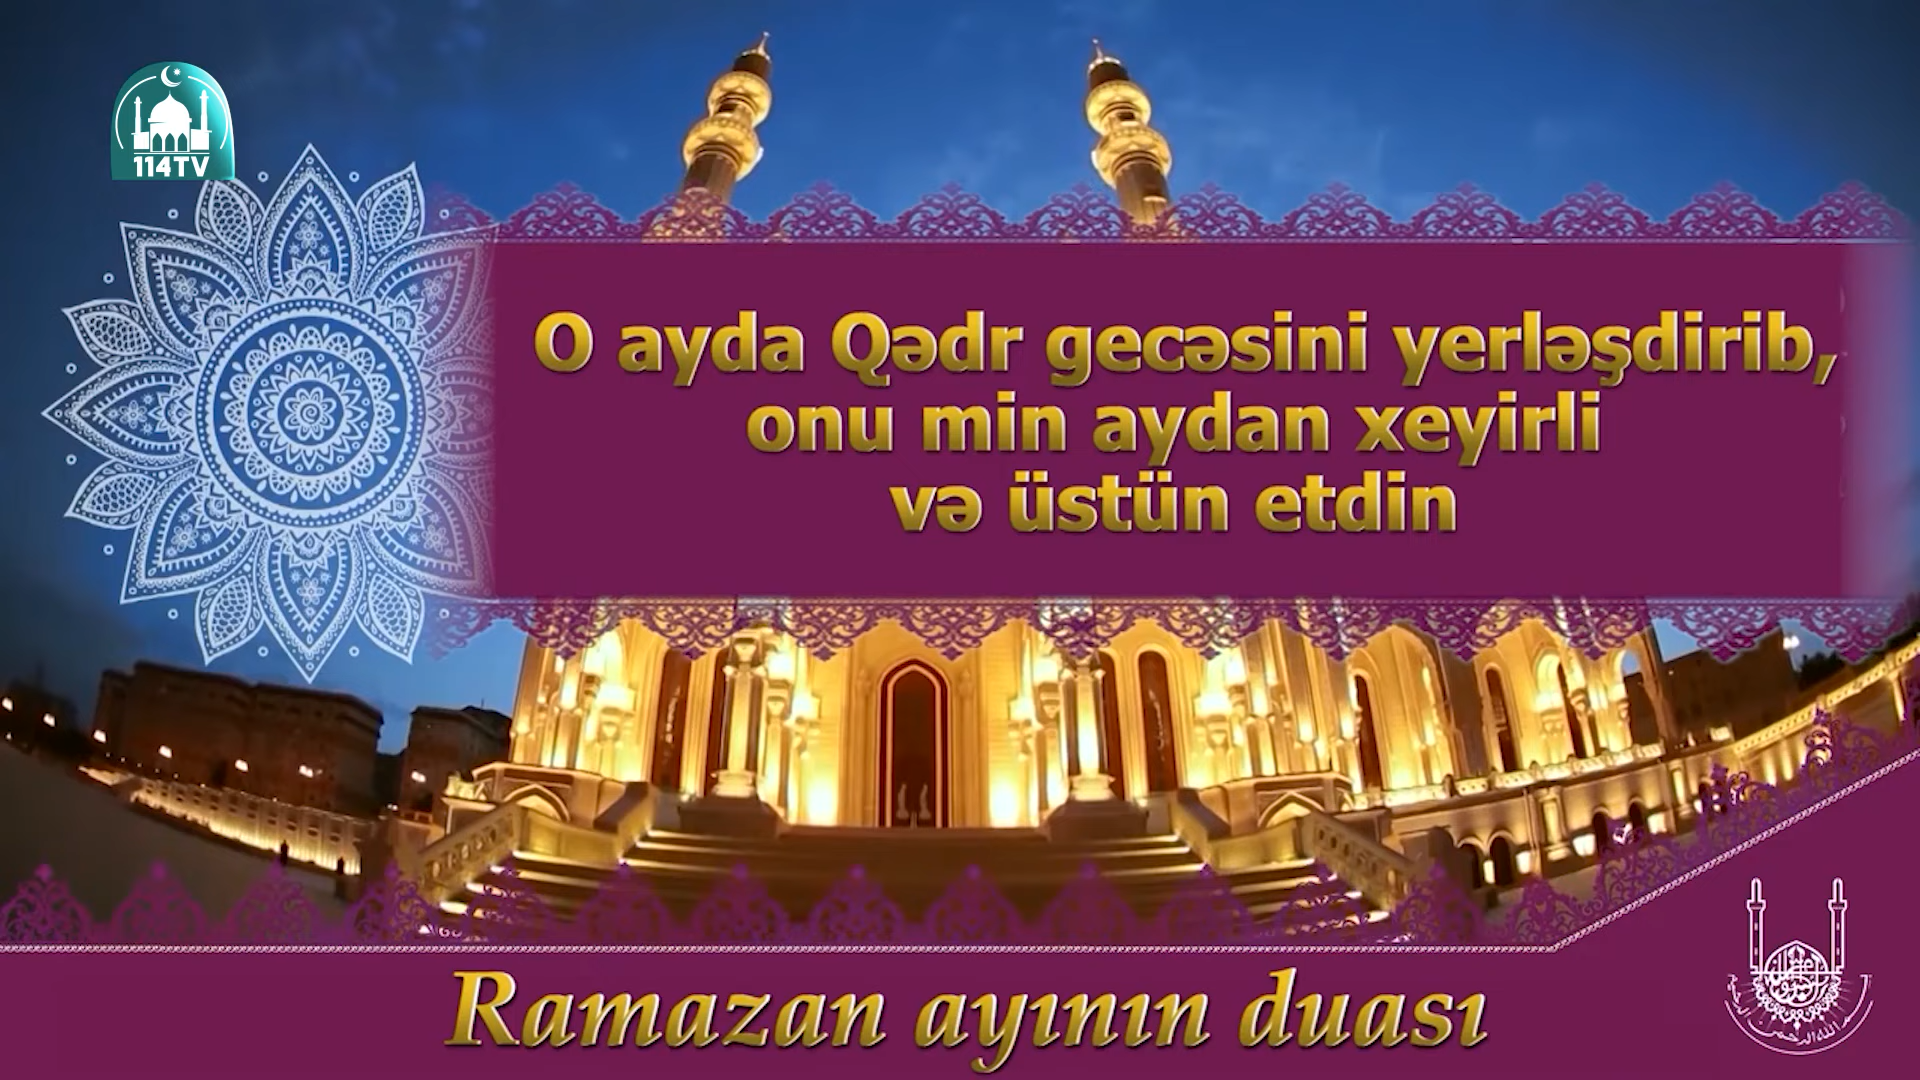 114TV
O ayda Qədr gecəsini yerləşdirib,
onu min aydan xeyirli
və üstün etdin
Ramazan ayının duası